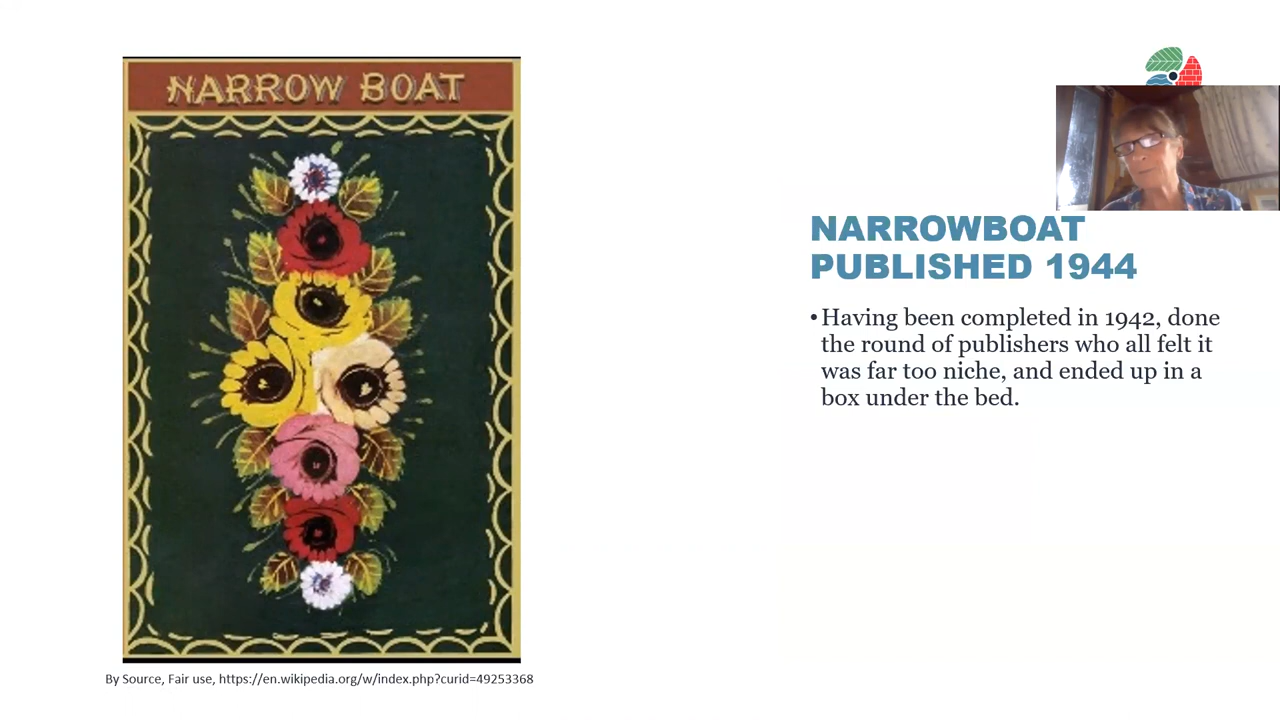 NARROW BOAT
NARROWBOAT
PUBLISHED 1944
•Having been completed in 1942, done
the round of publishers who all felt it
was far too niche, and ended up in a
box under the bed.
By Source, Fair use, https://en.wikipedia.org/w/index.php?curid=49253368